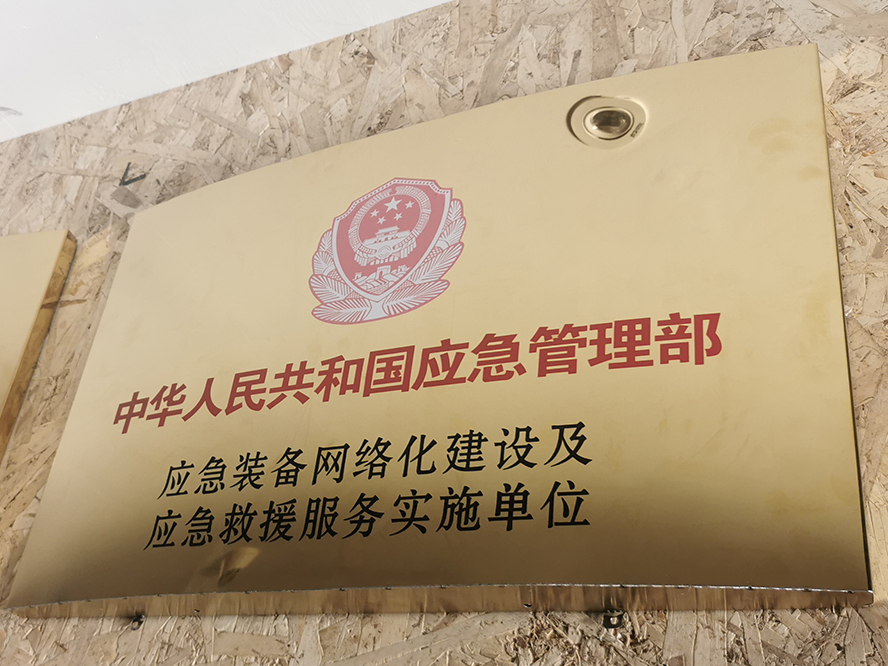 中华人民共和国应急管理部
应急装备网络化建设及
应急救援服务实施单位